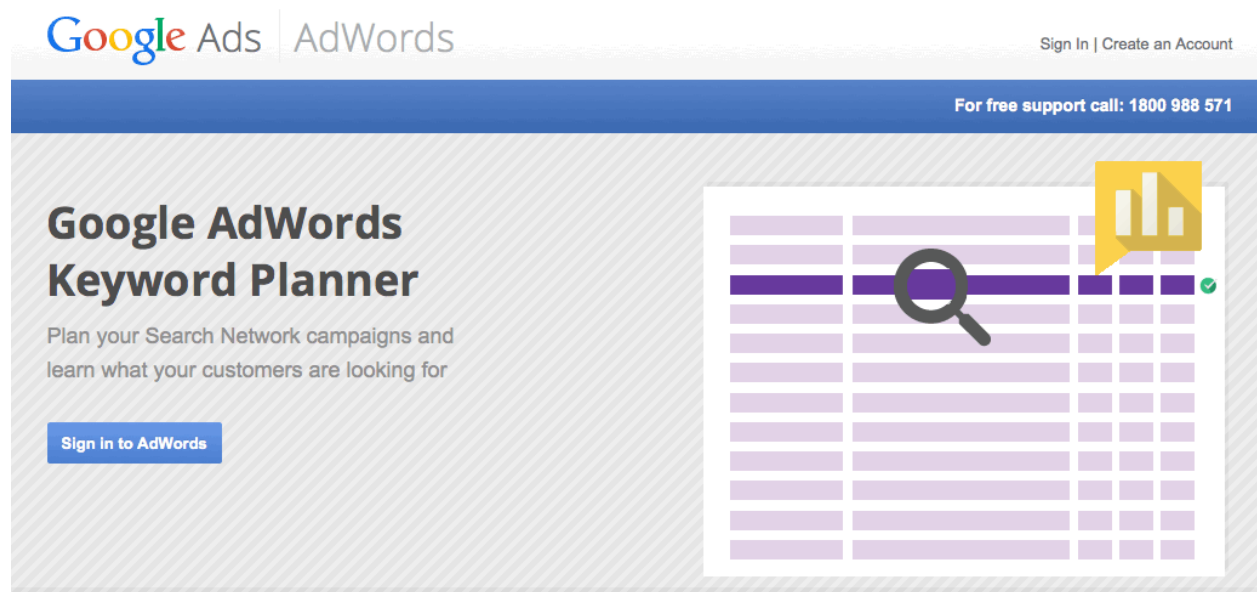 Google Ads | AdWords
Sign In | Create an Account
For free support call: 1800 988 571
Google AdWords
Keyword Planner
Plan your Search Network campaigns and
learn what your customers are looking for
Sign in to AdWords